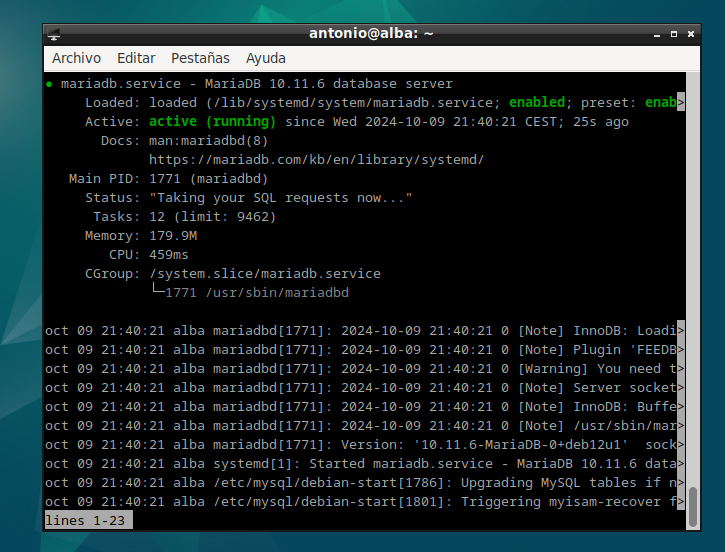 antonio@alba: ~
Archivo Editar Pestañas Ayuda
● mariadb.service - MariaDB 10.11.6 database server
Loaded: loaded (/lib/systemd/system/mariadb.service; enabled; preset: enab>
Active: active (running) since Wed 2024-10-09 21:40:21 CEST; 25s ago
Docs: man:mariadbd(8)
https://mariadb.com/kb/en/library/systemd/
Main PID: 1771 (mariadbd)
Status: "Taking your SQL requests now..."
Tasks: 12 (limit: 9462)
Memory: 179.9M
CPU: 459ms
CGroup: /system.slice/mariadb.service
└─1771 /usr/sbin/mariadbd
oct 09 21:40:21 alba mariadbd[1771]: 2024-10-09 21:40:21 0 [Note] InnoDB: Loadi>
oct 09 21:40:21 alba mariadbd[1771]: 2024-10-09 21:40:21 0 [Note] Plugin 'FEEDB>
oct 09 21:40:21 alba mariadbd[1771]: 2024-10-09 21:40:21 0 [Warning] You need t>
oct 09 21:40:21 alba mariadbd[1771]: 2024-10-09 21:40:21 0 [Note] Server socket>
oct 09 21:40:21 alba mariadbd[1771]: 2024-10-09 21:40:21 0 [Note] InnoDB: Buffe>
oct 09 21:40:21 alba mariadbd[1771]: 2024-10-09 21:40:21 0 [Note] /usr/sbin/mar>
oct 09 21:40:21 alba mariadbd[1771]: Version: '10.11.6-MariaDB-0+deb12u1'  sock>
oct 09 21:40:21 alba systemd[1]: Started mariadb.service - MariaDB 10.11.6 data>
oct 09 21:40:21 alba /etc/mysql/debian-start[1786]: Upgrading MySQL tables if n>
oct 09 21:40:21 alba /etc/mysql/debian-start[1801]: Triggering myisam-recover f>
lines 1-23